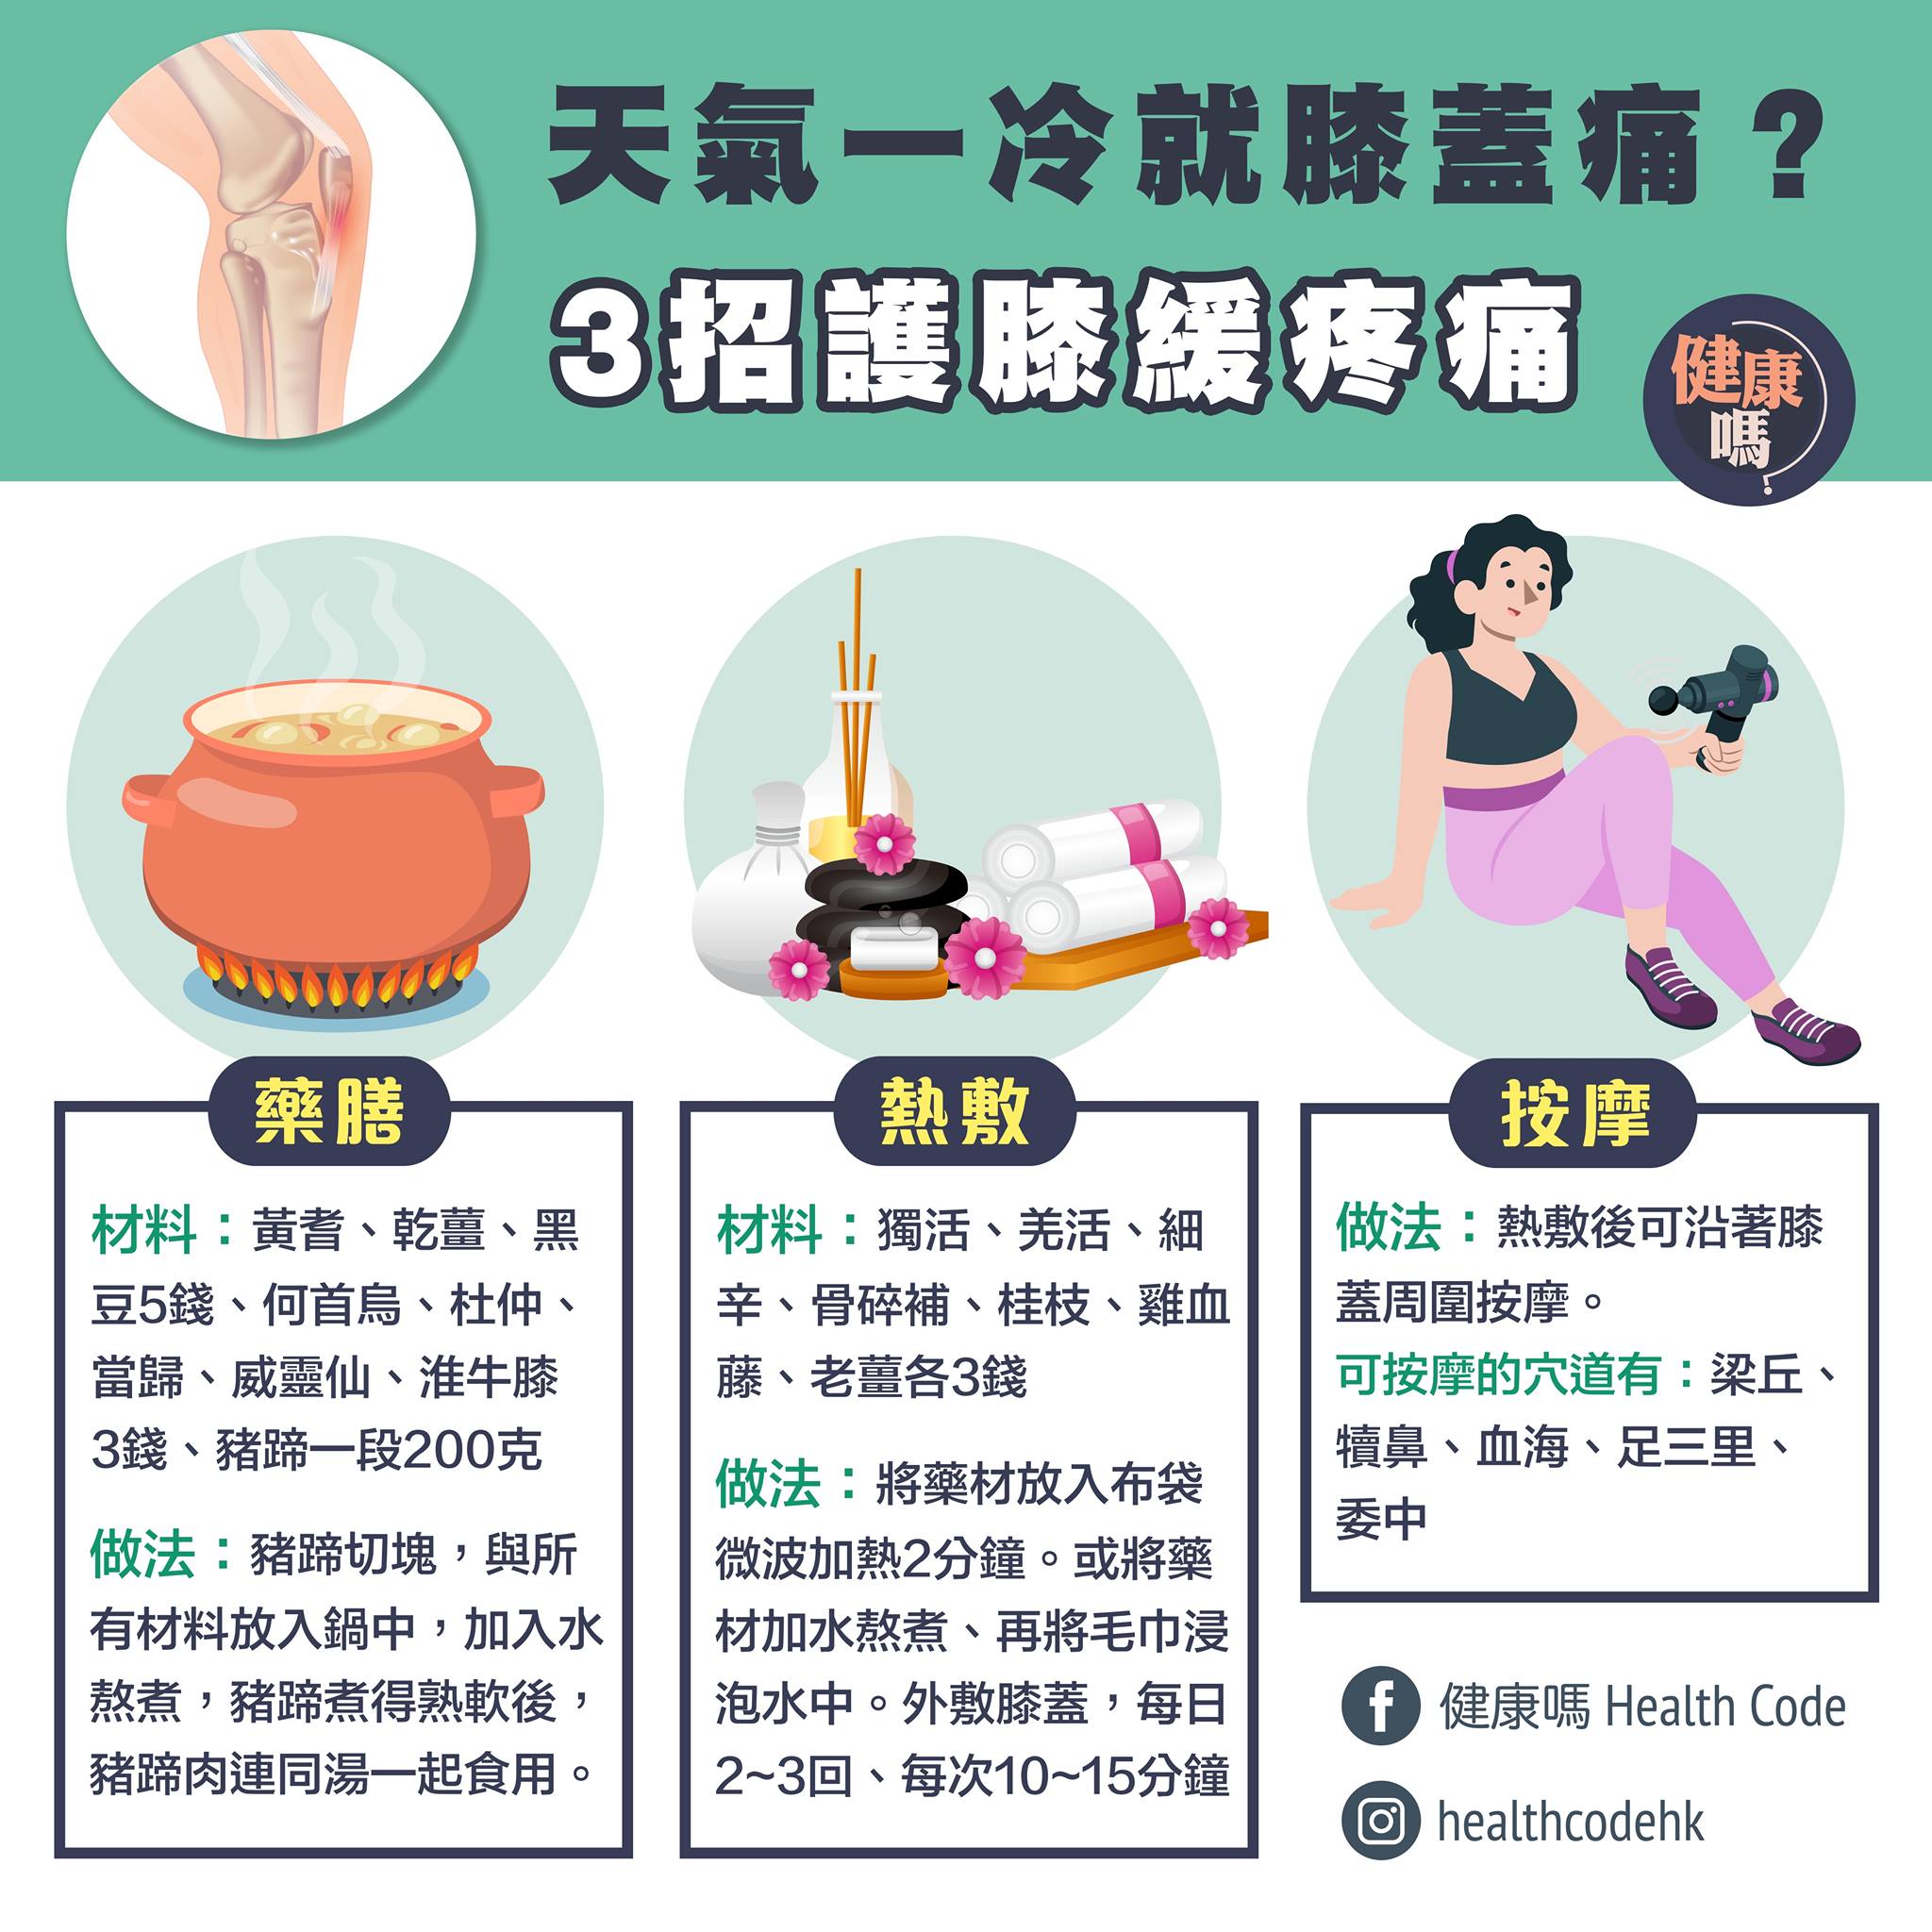 天氣一冷就膝蓋痛？
3招護膝緩疼痛
健康
嗎?
藥膳
材料：黃耆、乾薑、黑
豆5錢、何首烏、杜仲、
當歸、威靈仙、淮牛膝
3錢、豬蹄一段200克
做法：豬蹄切塊，與所
有材料放入鍋中，加入水
熬煮，豬蹄煮得熟軟後，
豬蹄肉連同湯一起食用。
熱敷
材料：獨活、羌活、細
辛、骨碎補、桂枝、雞血
藤、老薑各3錢
做法：將藥材放入布袋
微波加熱2分鐘。或將藥
材加水熬煮、再將毛巾浸
泡水中。外敷膝蓋，每日
2~3回、每次10~15分鐘
按摩
做法：熱敷後可沿著膝
蓋周圍按摩。
可按摩的穴道有：梁丘、
犢鼻、血海、足三里、
委中
健康嗎 Health Code
healthcodehk